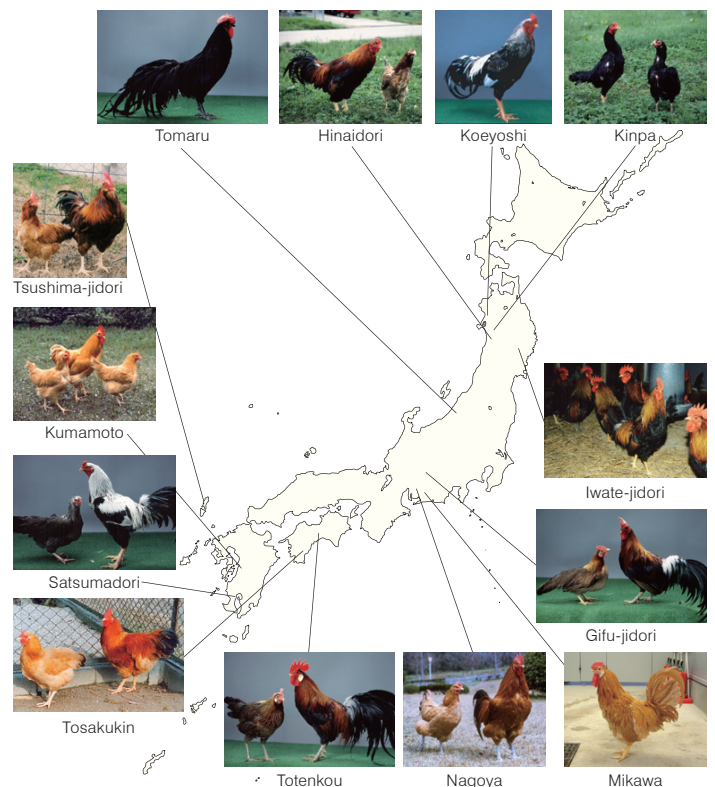 Tomaru
Hinaidori
Koeyoshi
Kinpa
Tsushima-jidori
Kumamoto
Iwate-jidori
Satsumadori
Gifu-jidori
Tosakukin
Totenkou
Nagoya
Mikawa